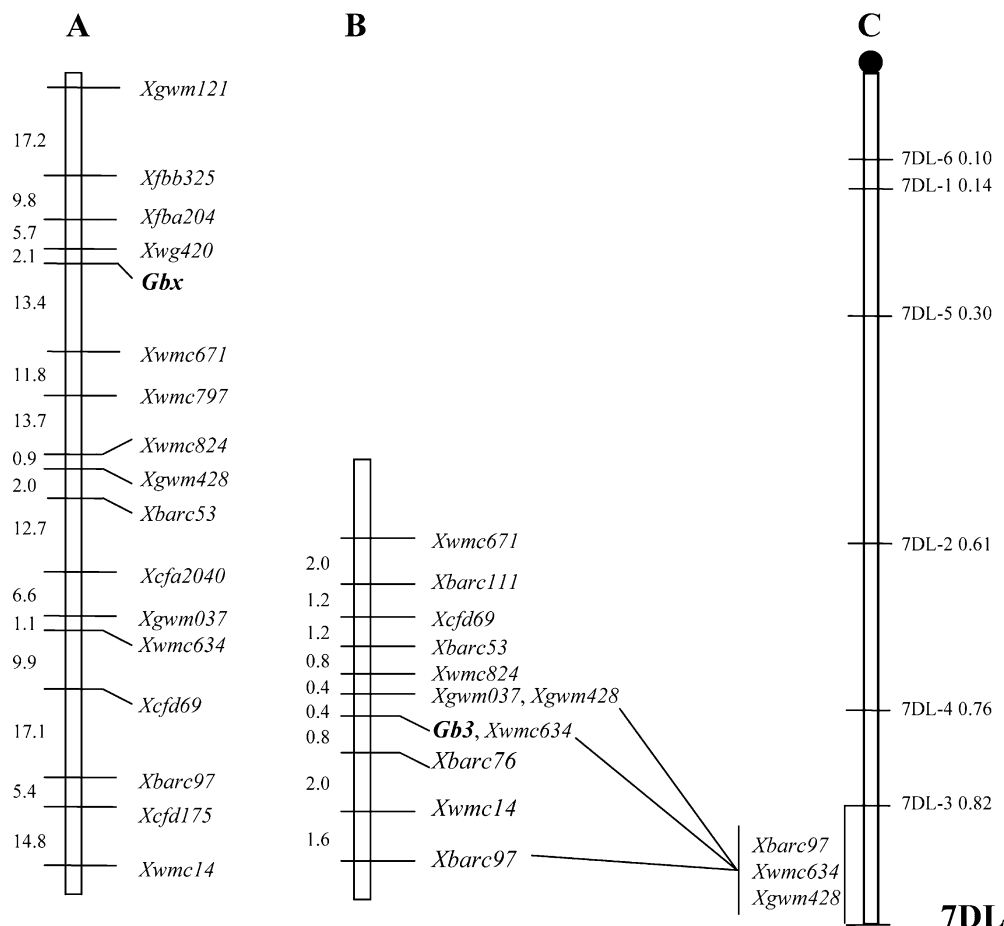 A
Xgwm121
17.2
Xfbb325
9.8
Xfba204
5.7
Xwg420
2.1
Gbx
13.4
Xwmc671
11.8
Xwmc797
13.7
Xwmc824
0.9
Xgwm428
2.0
Xbarc53
12.7
Xcfa2040
6.6
Xgwm037
1.1
Xwmc634
9.9
Xcfd69
17.1
Xbarc97
5.4
Xcfd175
14.8
Xwmc14
B
Xwmc671
2.0
Xbarc111
1.2
Xcfd69
1.2
Xbarc53
0.8
Xwmc824
0.4
Xgwm037, Xgwm428
0.4
Gb3, Xwmc634
0.8
Xbarc76
2.0
Xwmc14
1.6
Xbarc97
C
7DL-6 0.10
7DL-1 0.14
7DL-5 0.30
7DL-2 0.61
7DL-4 0.76
7DL-3 0.82
Xbarc97
Xwmc634
Xgwm428
7DL